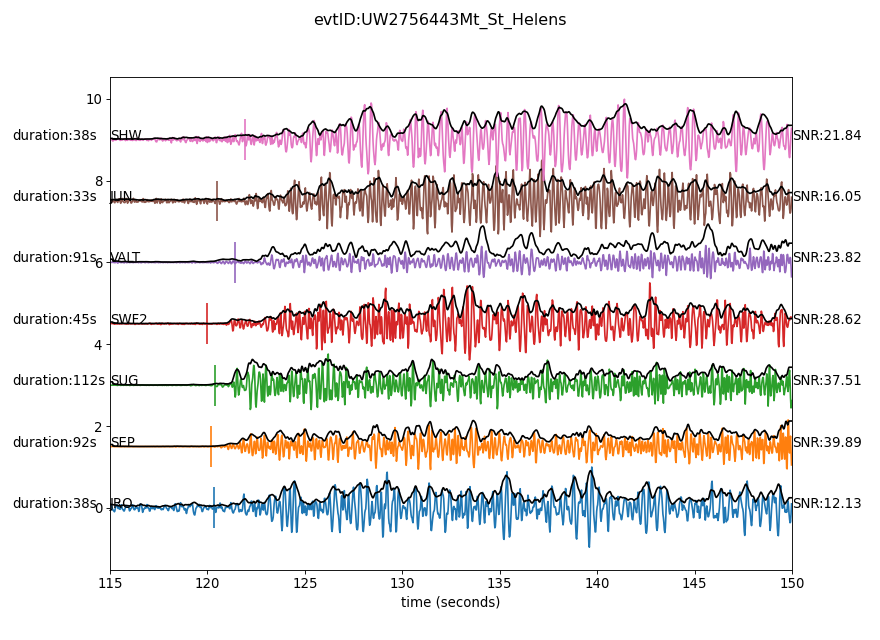 evtID:UW2756443Mt_St_Helens
10
duration:38s SHW SNR:21.84
8
duration:33s JUN SNR:16.05
duration:91s VALT SNR:23.82
6
duration:45s SWF2 SNR:28.62
4
duration:112s SUG SNR:37.51
2
duration:92s SEP SNR:39.89
duration:38s JRO SNR:12.13
0
115 120 125 130 135 140 145 150
time (seconds)